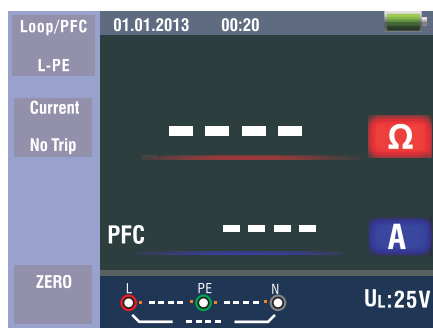 Loop/PFC 01.01.2013 00:20
L-PE
Current
No Trip
---- Ω
PFC ---- A
ZERO
L PE N
---- ----
----
UL:25V